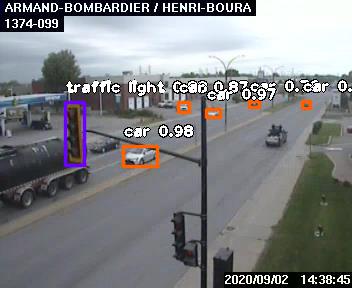 ARMAND-BOMBARDIER / HENRI-BOURA
1374-099
traffic light
car 0.87
car 0.97
car 0.98
2020/09/02 14:38:45